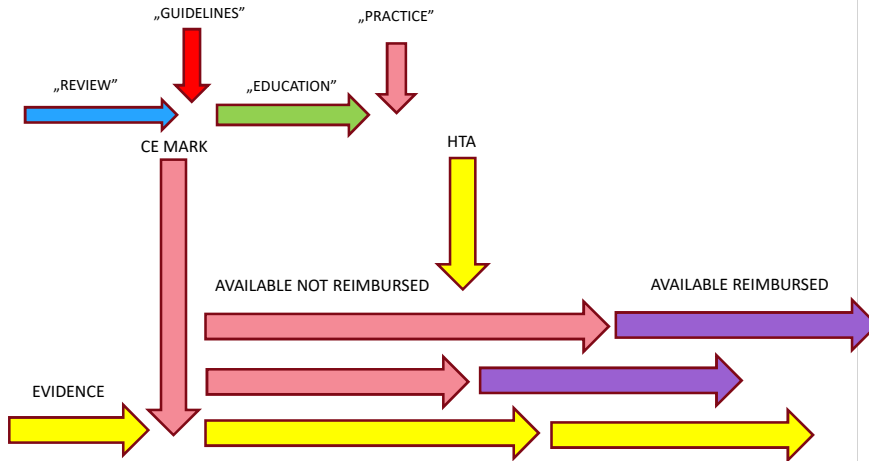 „GUIDELINES”
„PRACTICE”
„REVIEW”
„EDUCATION”
CE MARK
HTA
AVAILABLE NOT REIMBURSED
AVAILABLE REIMBURSED
EVIDENCE